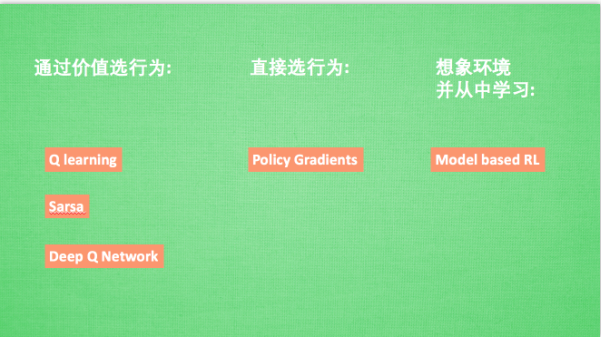 通过价值选行为:
直接选行为:
想象环境
并从中学习:
Q learning
Policy Gradients
Model based RL
Sarsa
Deep Q Network